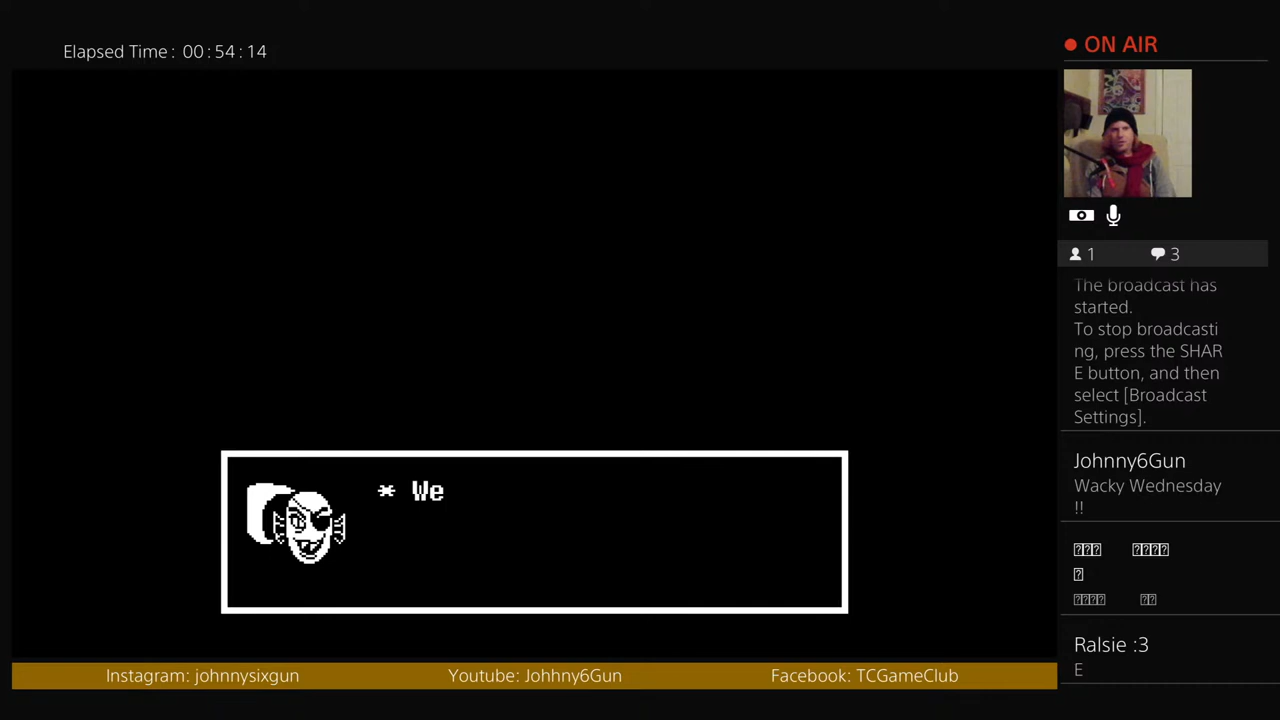 Elapsed Time: 00:54:14
ON AIR
1 3
The broadcast has
started.
To stop broadcasti
ng, press the SHAR
E button, and then
select [Broadcast
Settings].
Johnny6Gun
Wacky Wednesday
!!
Ralsie :3
E
* We
Instagram: johnnysixgun Youtube: Johhny6Gun Facebook: TCGameClub